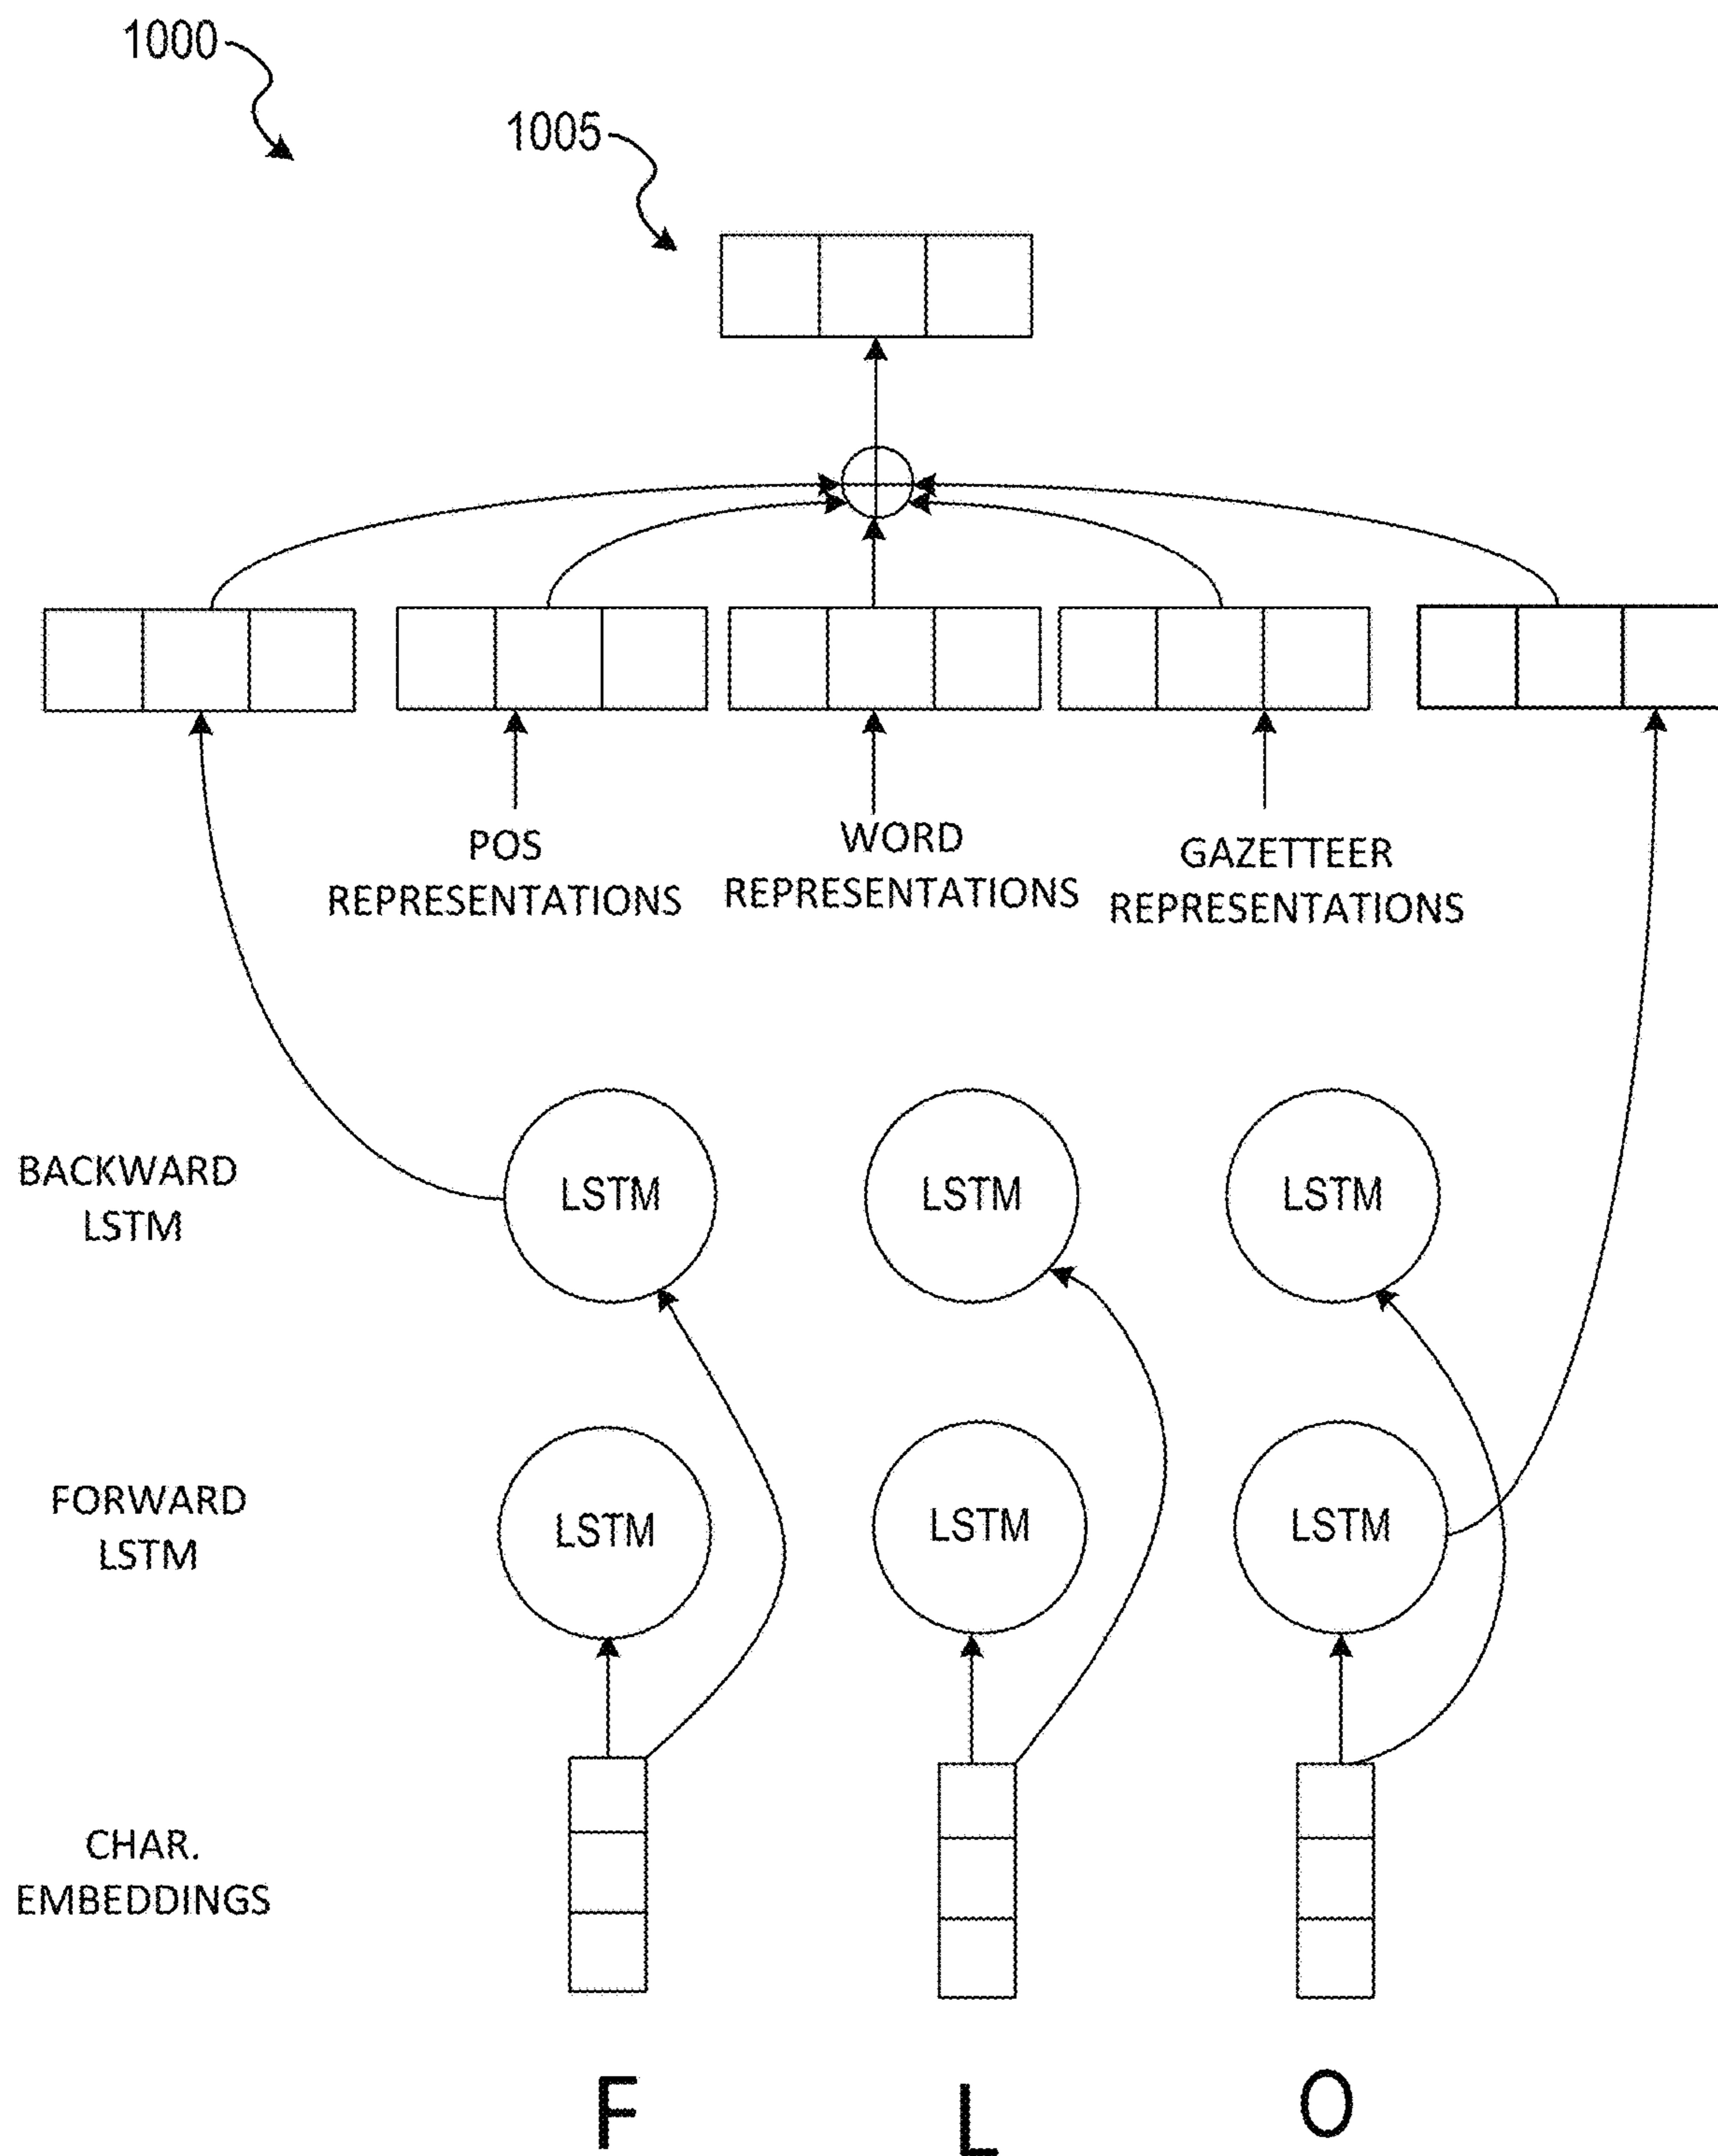 1000
1005
POS
REPRESENTATIONS
WORD
REPRESENTATIONS
GAZETTEER
REPRESENTATIONS
BACKWARD
LSTM
LSTM LSTM LSTM
FORWARD
LSTM
LSTM LSTM LSTM
CHAR.
EMBEDDINGS
F L O